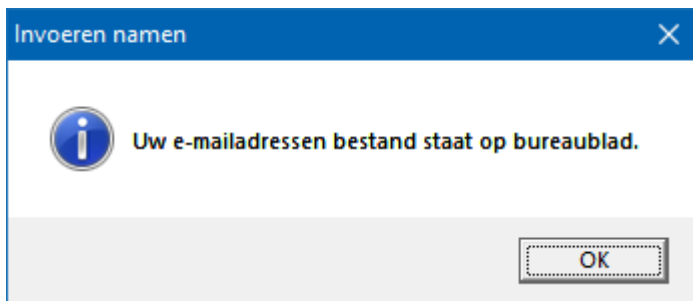 Invoeren namen
Uw e-mailadressen bestand staat op bureaublad.
OK